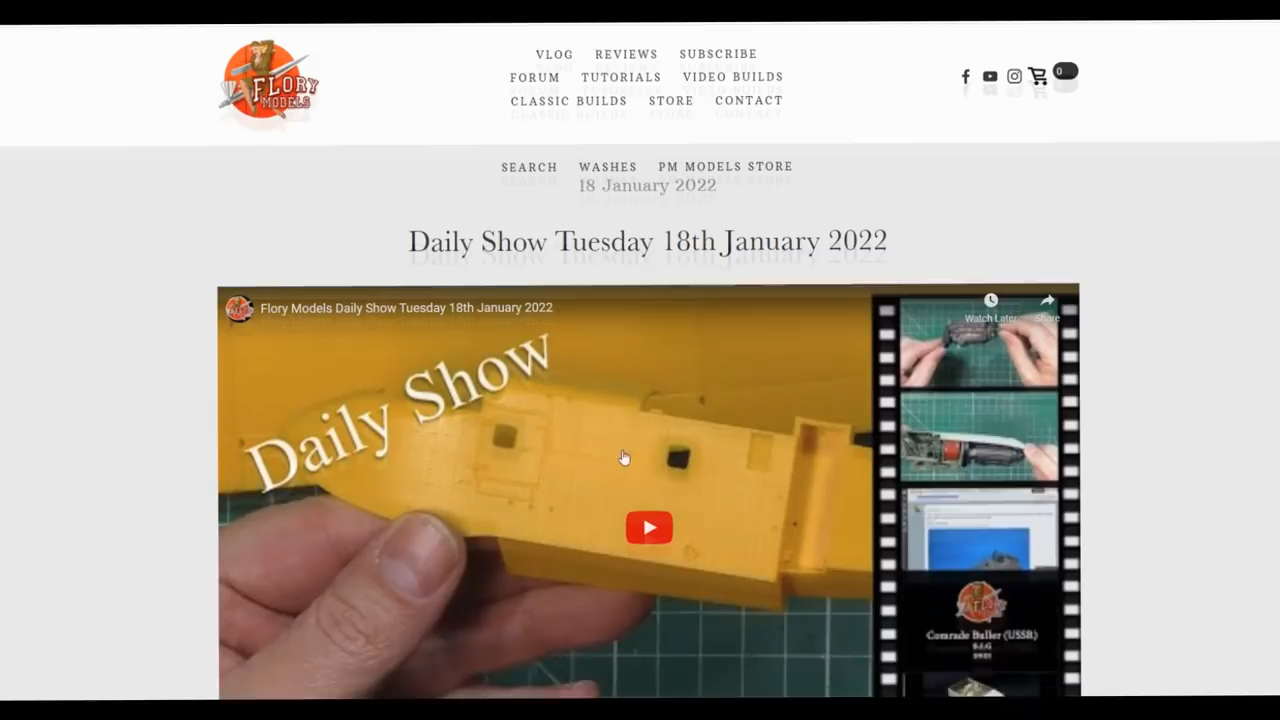 FLORY
MODELS
VLOG REVIEWS SUBSCRIBE
FORUM TUTORIALS VIDEO BUILDS
CLASSIC BUILDS STORE CONTACT
0
SEARCH WASHES PM MODELS STORE
18 January 2022
Daily Show Tuesday 18th January 2022
Flory Models Daily Show Tuesday 18th January 2022
Watch Later
Share
Daily Show
Comrade Buller (USSR)